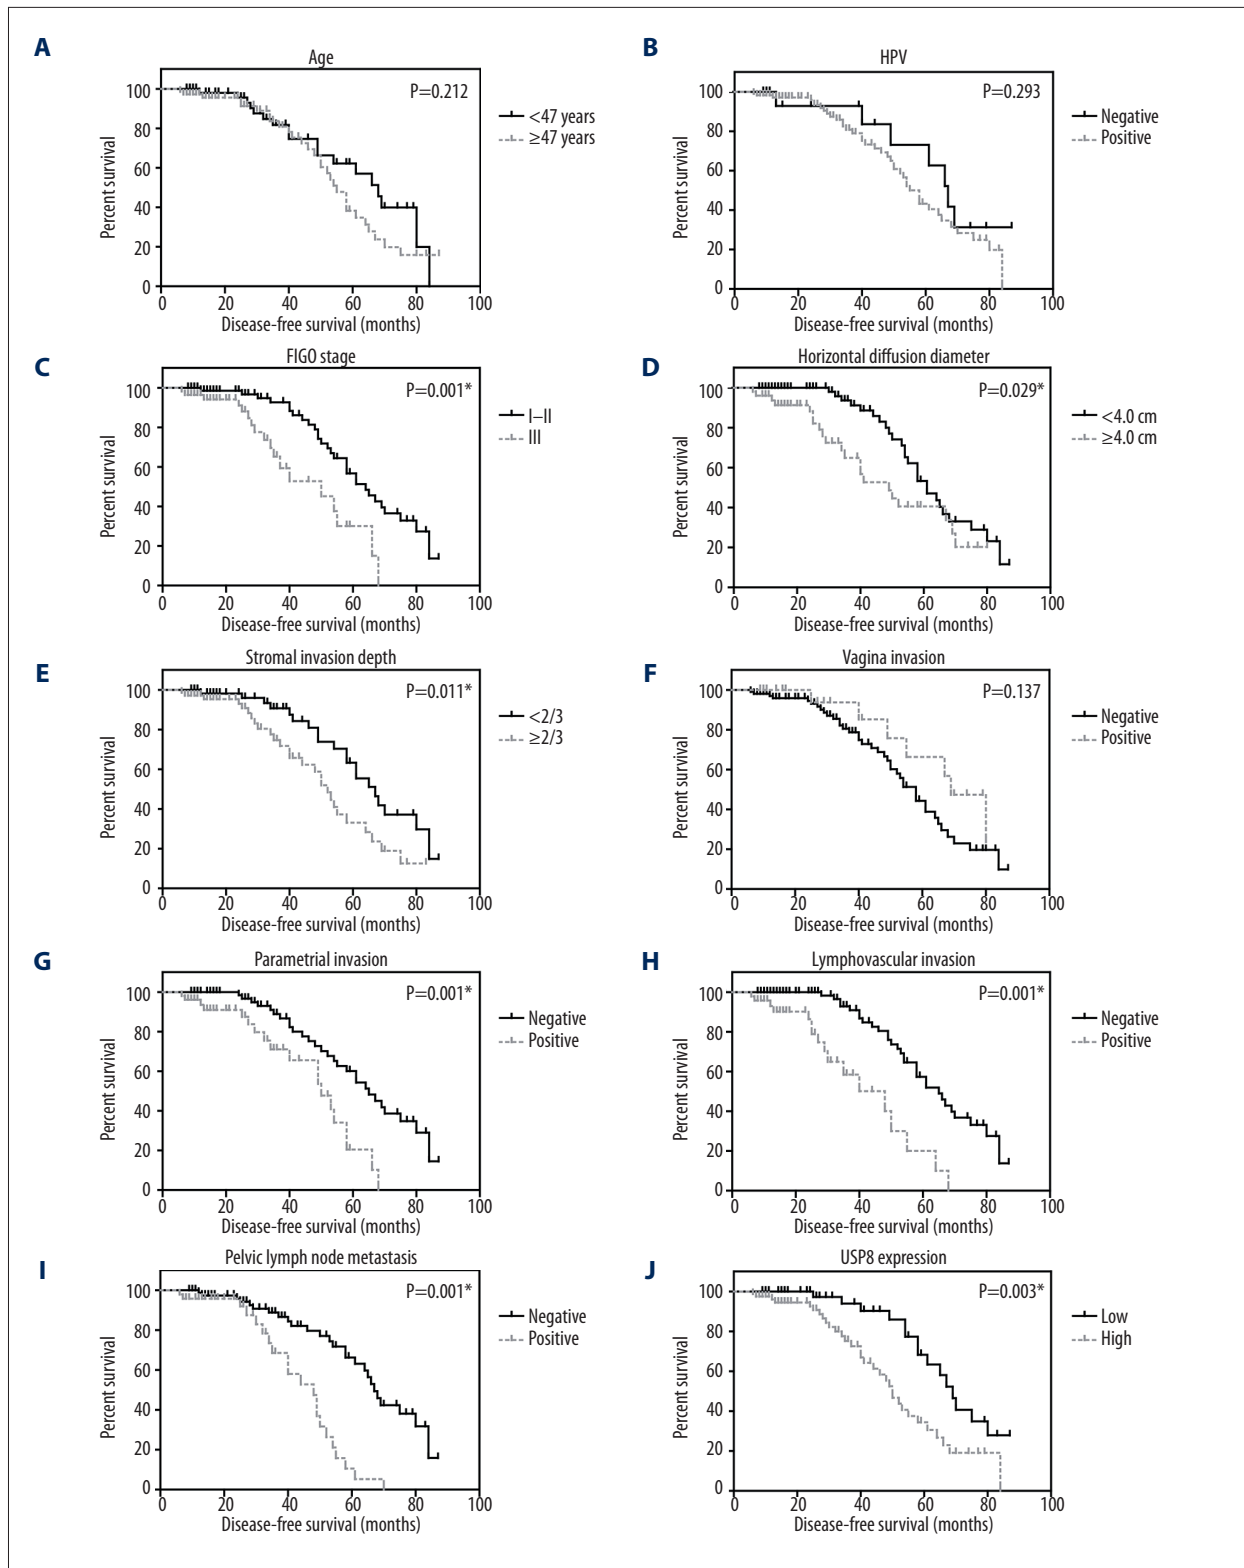 A
Age
P=0.212
100
80
60
40
20
0
0 20 40 60 80 100
Percent survival
Disease-free survival (months)
<47 years
≥47 years
B
HPV
P=0.293
100
80
60
40
20
0
0 20 40 60 80 100
Percent survival
Disease-free survival (months)
Negative
Positive
C
FIGO stage
P=0.001*
100
80
60
40
20
0
0 20 40 60 80 100
Percent survival
Disease-free survival (months)
I–II
III
D
Horizontal diffusion diameter
P=0.029*
100
80
60
40
20
0
0 20 40 60 80 100
Percent survival
Disease-free survival (months)
<4.0 cm
≥4.0 cm
E
Stromal invasion depth
P=0.011*
100
80
60
40
20
0
0 20 40 60 80 100
Percent survival
Disease-free survival (months)
<2/3
≥2/3
F
Vagina invasion
P=0.137
100
80
60
40
20
0
0 20 40 60 80 100
Percent survival
Disease-free survival (months)
Negative
Positive
G
Parametrial invasion
P=0.001*
100
80
60
40
20
0
0 20 40 60 80 100
Percent survival
Disease-free survival (months)
Negative
Positive
H
Lymphovascular invasion
P=0.001*
100
80
60
40
20
0
0 20 40 60 80 100
Percent survival
Disease-free survival (months)
Negative
Positive
I
Pelvic lymph node metastasis
P=0.001*
100
80
60
40
20
0
0 20 40 60 80 100
Percent survival
Disease-free survival (months)
Negative
Positive
J
USP8 expression
P=0.003*
100
80
60
40
20
0
0 20 40 60 80 100
Percent survival
Disease-free survival (months)
Low
High